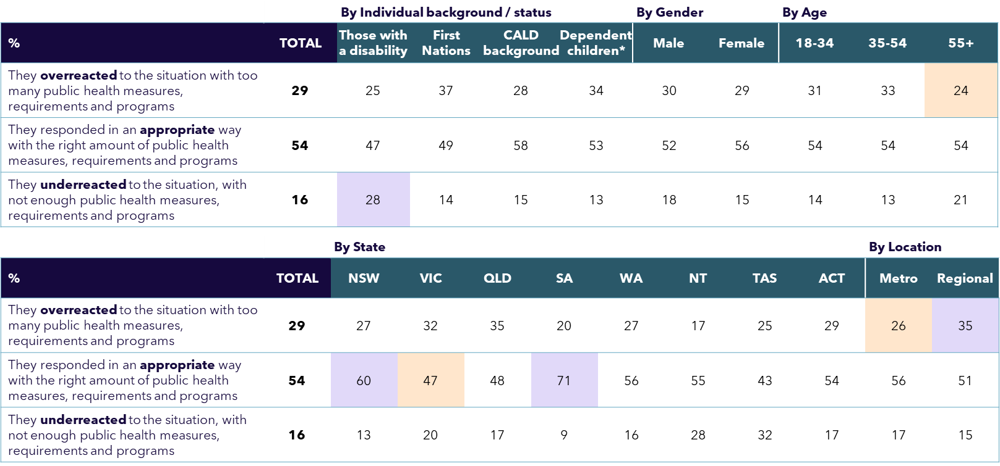 By Individual background / status By Gender By Age
% TOTAL Those with a disability First Nations CALD background Dependent children* Male Female 18-34 35-54 55+
They overreacted to the situation with too
many public health measures, 29 25 37 28 34 30 29 31 33 24
requirements and programs
They responded in an appropriate way
with the right amount of public health 54 47 49 58 53 52 56 54 54 54
measures, requirements and programs
They underreacted to the situation, with
not enough public health measures, 16 28 14 15 13 18 15 14 13 21
requirements and programs
By State By Location
% TOTAL NSW VIC QLD SA WA NT TAS ACT Metro Regional
They overreacted to the situation with too
many public health measures, 29 27 32 35 20 27 17 25 29 26 35
requirements and programs
They responded in an appropriate way
with the right amount of public health 54 60 47 48 71 56 55 43 54 56 51
measures, requirements and programs
They underreacted to the situation, with
not enough public health measures, 16 13 20 17 9 16 28 32 17 17 15
requirements and programs